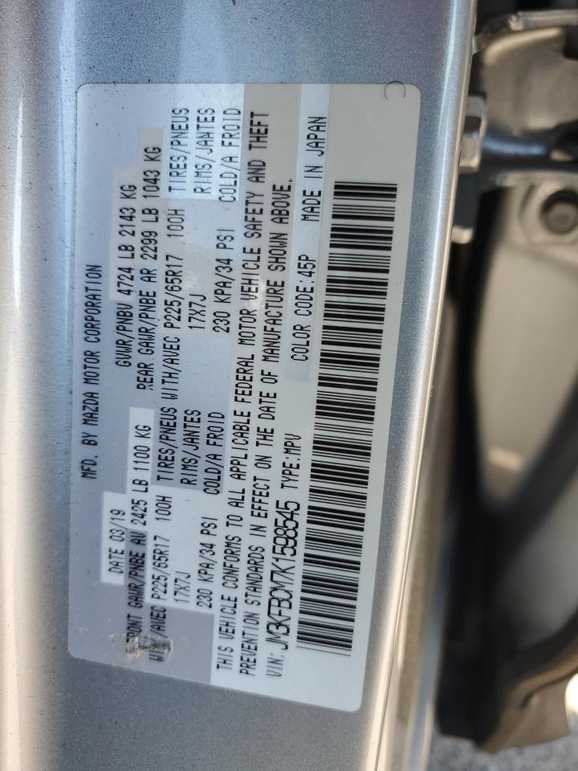 MFD. BY MAZDA MOTOR CORPORATION
DATE 03/19 GVWR/PNBV 4724 LB 2143 KG
FRONT GAWR/PNBE AV 2425 LB 1100 KG REAR GAWR/PNBE AR 2299 LB 1043 KG
WITH/AVEC P225/65R17 100H TIRES/PNEUS WITH/AVEC P225/65R17 100H TIRES/PNEUS
17X7J RIMS/JANTES 17X7J RIMS/JANTES
230 KPA/34 PSI COLD/A FROID 230 KPA/34 PSI COLD/A FROID
THIS VEHICLE CONFORMS TO ALL APPLICABLE FEDERAL MOTOR VEHICLE SAFETY AND THEFT
PREVENTION STANDARDS IN EFFECT ON THE DATE OF MANUFACTURE SHOWN ABOVE.
VIN: JM3KFBCM7K1598545 TYPE:MPV COLOR CODE:45P MADE IN JAPAN